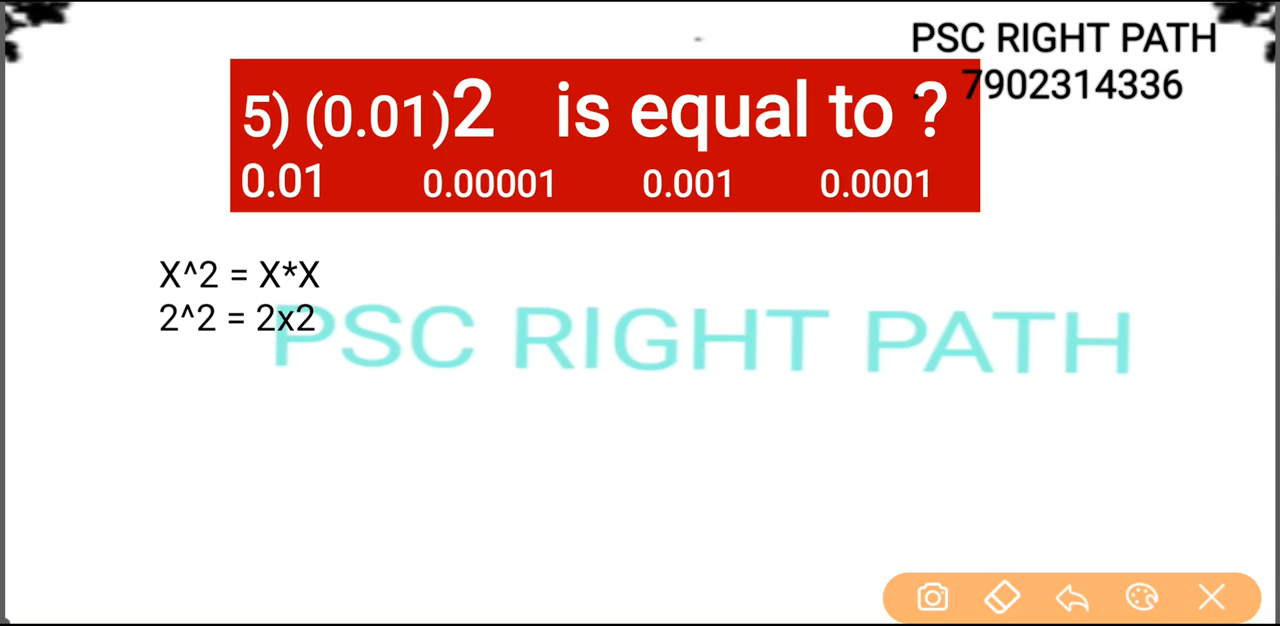 PSC RIGHT PATH
7902314336
5) (0.01)2 is equal to ?
0.01 0.00001 0.001 0.0001
X^2 = X*X
2^2 = 2x2
PSC RIGHT PATH